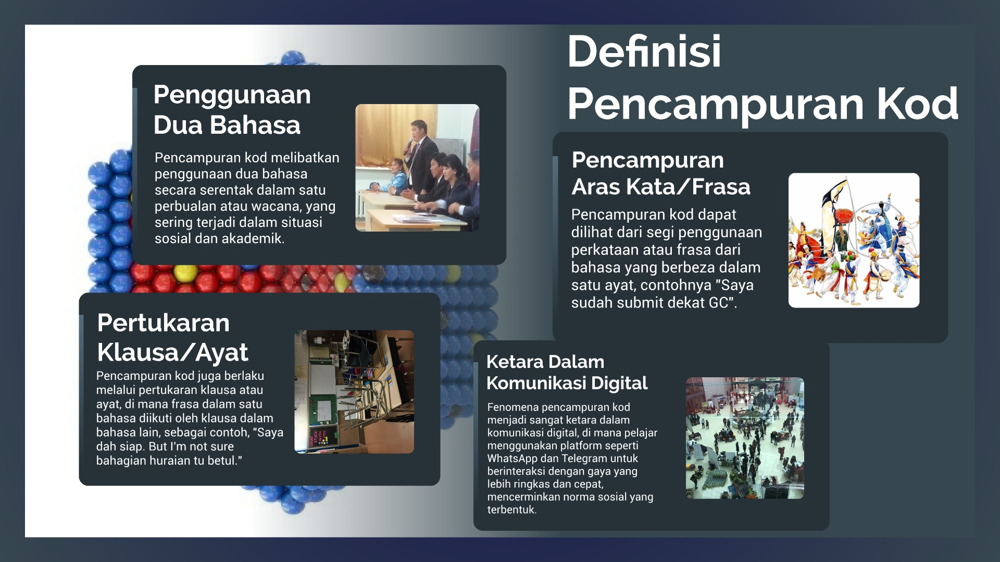 Definisi
Pencampuran Kod
Penggunaan
Dua Bahasa
Pencampuran kod melibatkan
penggunaan dua bahasa
secara serentak dalam satu
perbualan atau wacana, yang
sering terjadi dalam situasi
sosial dan akademik.
Pencampuran
Aras Kata/Frasa
Pencampuran kod dapat
dilihat dari segi penggunaan
perkataan atau frasa dari
bahasa yang berbeza dalam
satu ayat, contohnya "Saya
sudah submit dekat GC".
Pertukaran
Klausa/Ayat
Pencampuran kod juga berlaku
melalui pertukaran klausa atau
ayat, di mana frasa dalam satu
bahasa diikuti oleh klausa dalam
bahasa lain, sebagai contoh, "Saya
dah siap. But I'm not sure
bahagian huraian tu betul."
WHAT
STUCK
WITH
YOU
Ketara Dalam
Komunikasi Digital
Fenomena pencampuran kod
menjadi sangat ketara dalam
komunikasi digital, di mana pelajar
menggunakan platform seperti
WhatsApp dan Telegram untuk
berinteraksi dengan gaya yang
lebih ringkas dan cepat,
mencerminkan norma sosial yang
terbentuk.